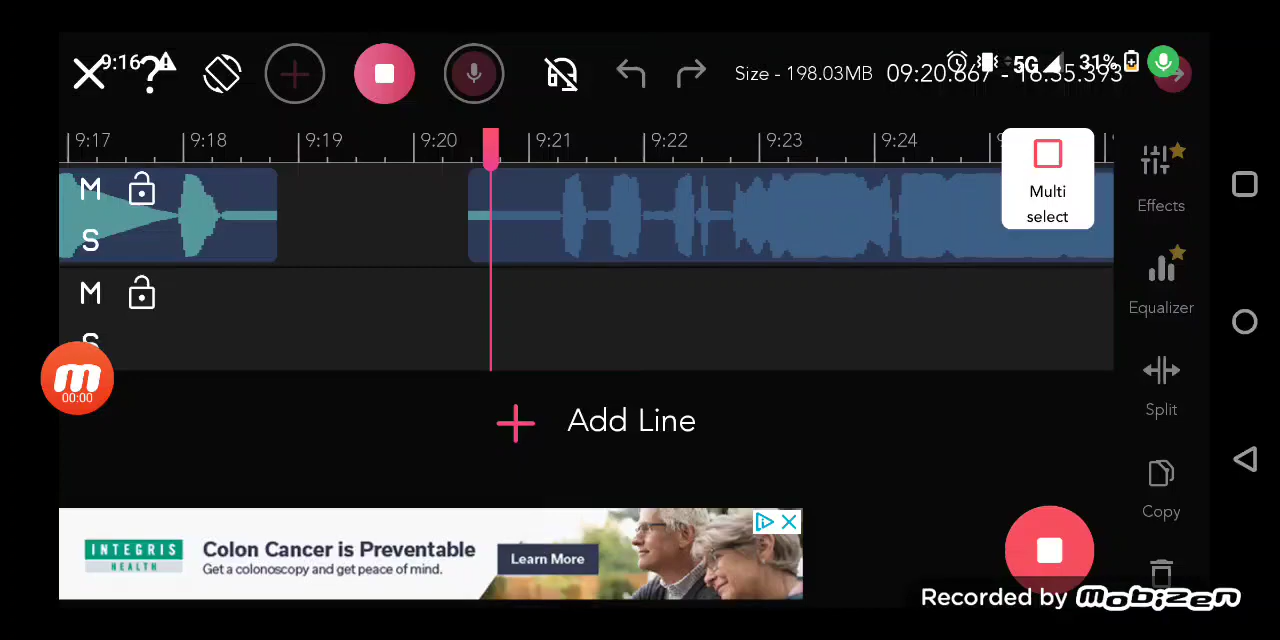 9:16
Size - 198.03MB
09:20.667 - 16:35.393
5G
31%
9:17
9:18
9:19
9:20
9:21
9:22
9:23
9:24
M
S
M
S
Multi
select
Effects
Equalizer
Split
Copy
m
00:00
+ Add Line
INTEGRIS
HEALTH
Colon Cancer is Preventable
Get a colonoscopy and get peace of mind.
Learn More
Recorded by mobizen